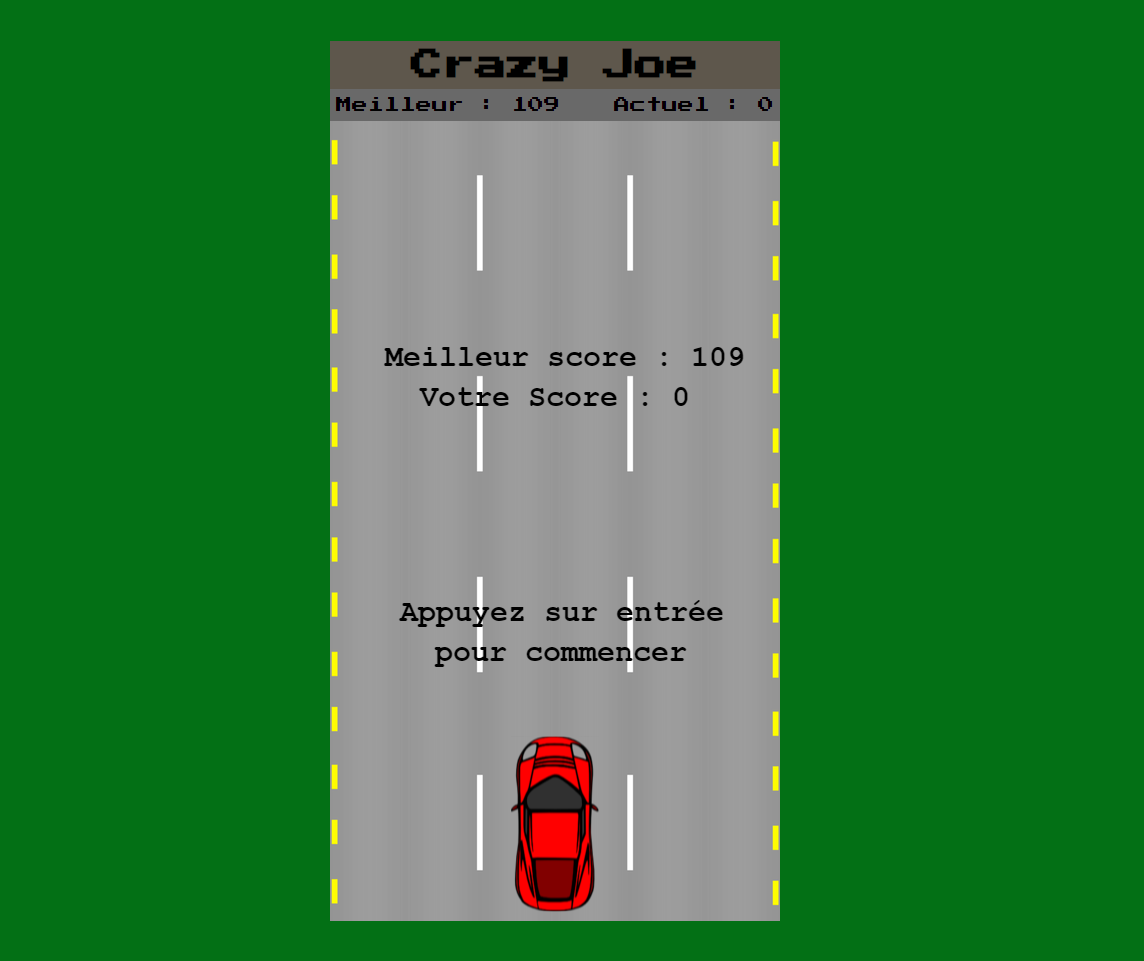 Crazy Joe
Meilleur : 109 Actuel : 0
Meilleur score : 109
Votre Score : 0
Appuyez sur entrée
pour commencer